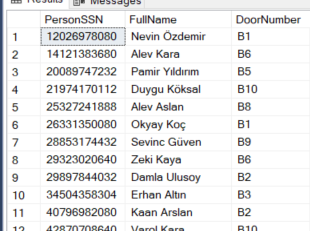 Results Messages
PersonSSN FullName DoorNumber
1 12026978080 Nevin Özdemir B1
2 14121383680 Alev Kara B6
3 20089747232 Pamir Yıldırım B5
4 21974170112 Duygu Köksal B10
5 25327241888 Alev Aslan B8
6 26331350080 Okyay Koç B1
7 28853174432 Sevinc Güven B9
8 29323020640 Zeki Kaya B6
9 29897844032 Damla Ulusoy B2
10 34504358304 Erhan Altın B3
11 40796982080 Kaan Arslan B2
12 42870708640 Varol Kara B10